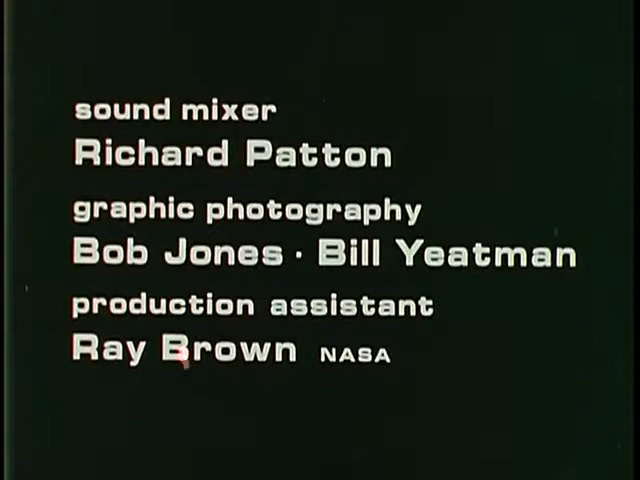 sound mixer
Richard Patton
graphic photography
Bob Jones · Bill Yeatman
production assistant
Ray Brown NASA